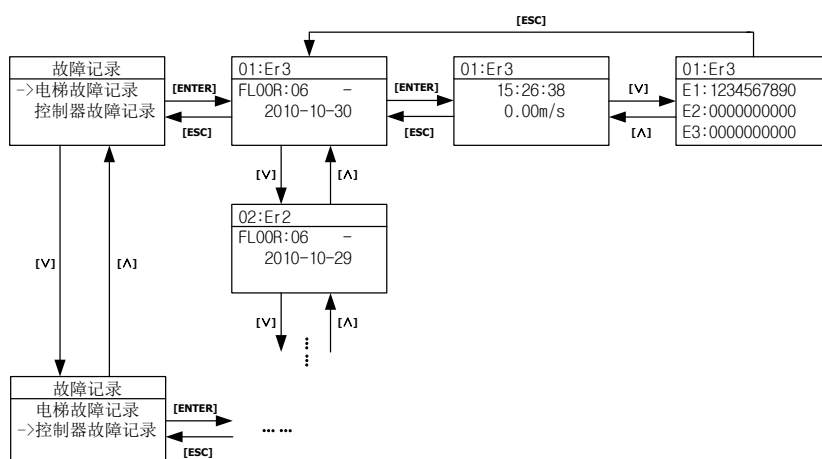 [ESC]
故障记录
->电梯故障记录
控制器故障记录
[ENTER]
[ESC]
01:Er3
FLOOR:06 -
2010-10-30
[ENTER]
[ESC]
01:Er3
15:26:38
0.00m/s
[∨]
[∧]
01:Er3
E1:1234567890
E2:0000000000
E3:0000000000
[∨]
[∧]
02:Er2
FLOOR:06 -
2010-10-29
[∨]
[∧]
[∨]
[∧]
……
故障记录
电梯故障记录
->控制器故障记录
[ENTER]
[ESC]
… …